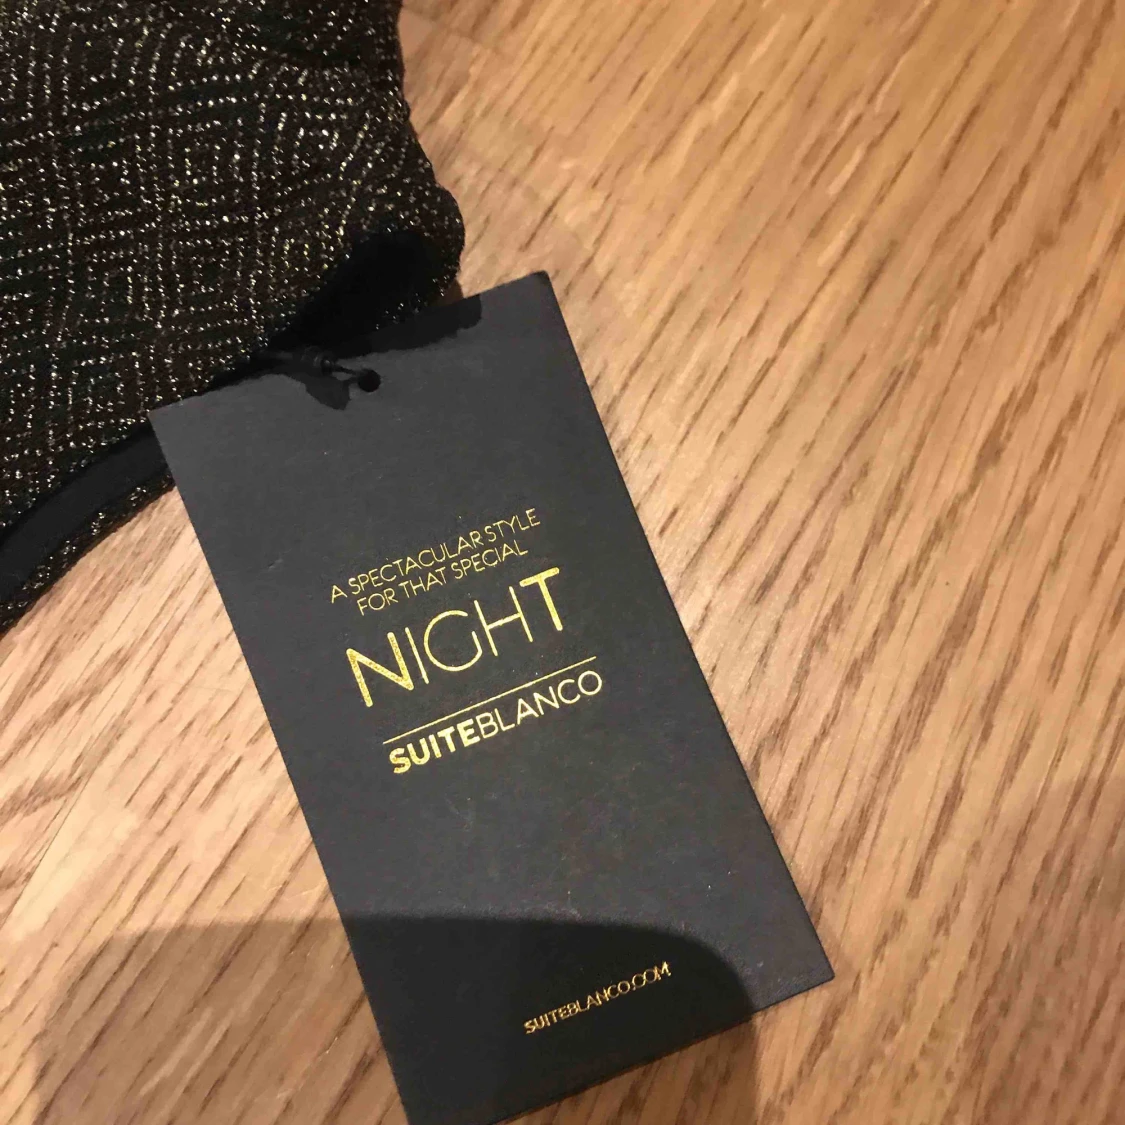 A SPECTACULAR STYLE
FOR THAT SPECIAL
NIGHT
SUITEBLANCO
SUITEBLANCO.COM